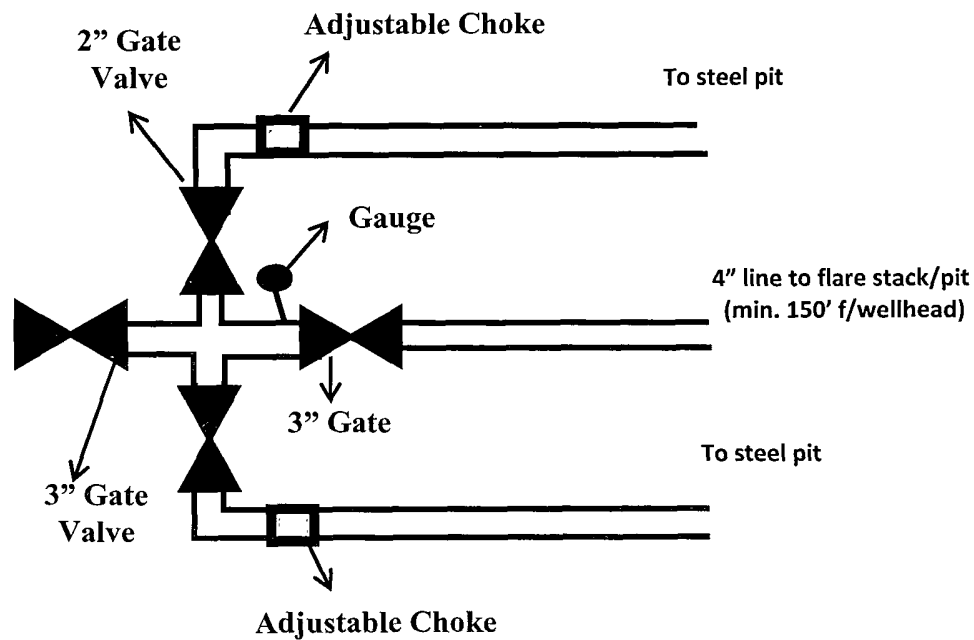 Adjustable Choke
2” Gate
Valve
To steel pit
Gauge
4” line to flare stack/pit
(min. 150’ f/wellhead)
3” Gate
To steel pit
3” Gate
Valve
Adjustable Choke